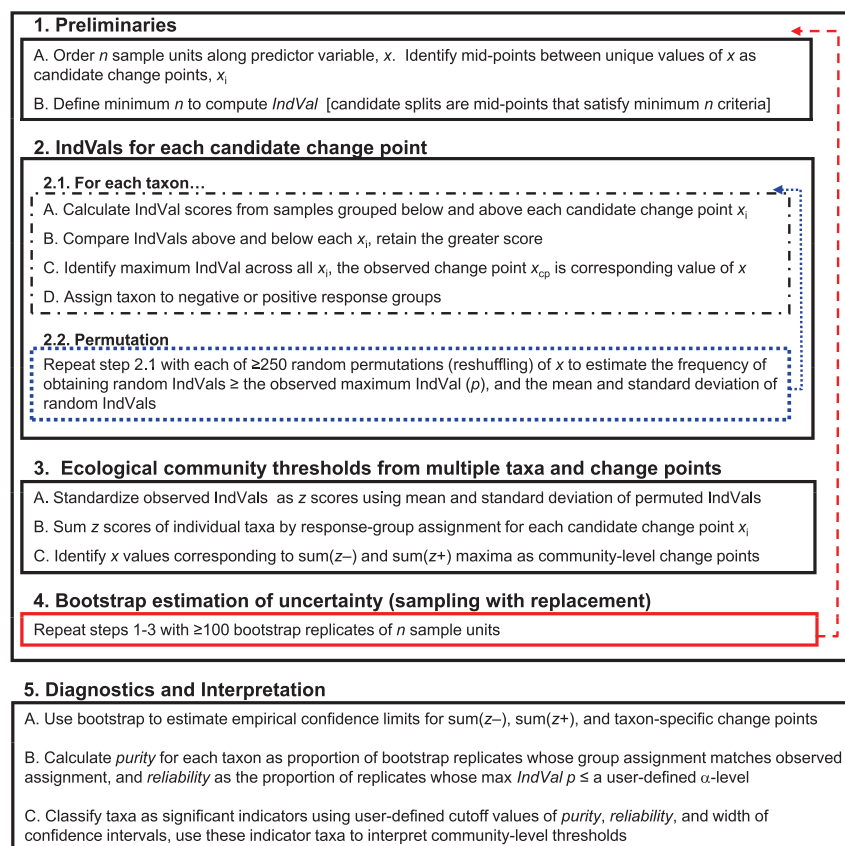 1. Preliminaries
A. Order n sample units along predictor variable, x. Identify mid-points between unique values of x as
candidate change points, xi
B. Define minimum n to compute IndVal [candidate splits are mid-points that satisfy minimum n criteria]
2. IndVals for each candidate change point
2.1. For each taxon…
A. Calculate IndVal scores from samples grouped below and above each candidate change point xi
B. Compare IndVals above and below each xi, retain the greater score
C. Identify maximum IndVal across all xi, the observed change point xcp is corresponding value of x
D. Assign taxon to negative or positive response groups
2.2. Permutation
Repeat step 2.1 with each of ≥250 random permutations (reshuffling) of x to estimate the frequency of
obtaining random IndVals ≥ the observed maximum IndVal (p), and the mean and standard deviation of
random IndVals
3. Ecological community thresholds from multiple taxa and change points
A. Standardize observed IndVals as z scores using mean and standard deviation of permuted IndVals
B. Sum z scores of individual taxa by response-group assignment for each candidate change point xi
C. Identify x values corresponding to sum(z–) and sum(z+) maxima as community-level change points
4. Bootstrap estimation of uncertainty (sampling with replacement)
Repeat steps 1-3 with ≥100 bootstrap replicates of n sample units
5. Diagnostics and Interpretation
A. Use bootstrap to estimate empirical confidence limits for sum(z–), sum(z+), and taxon-specific change points
B. Calculate purity for each taxon as proportion of bootstrap replicates whose group assignment matches observed
assignment, and reliability as the proportion of replicates whose max IndVal p ≤ a user-defined α-level
C. Classify taxa as significant indicators using user-defined cutoff values of purity, reliability, and width of
confidence intervals, use these indicator taxa to interpret community-level thresholds